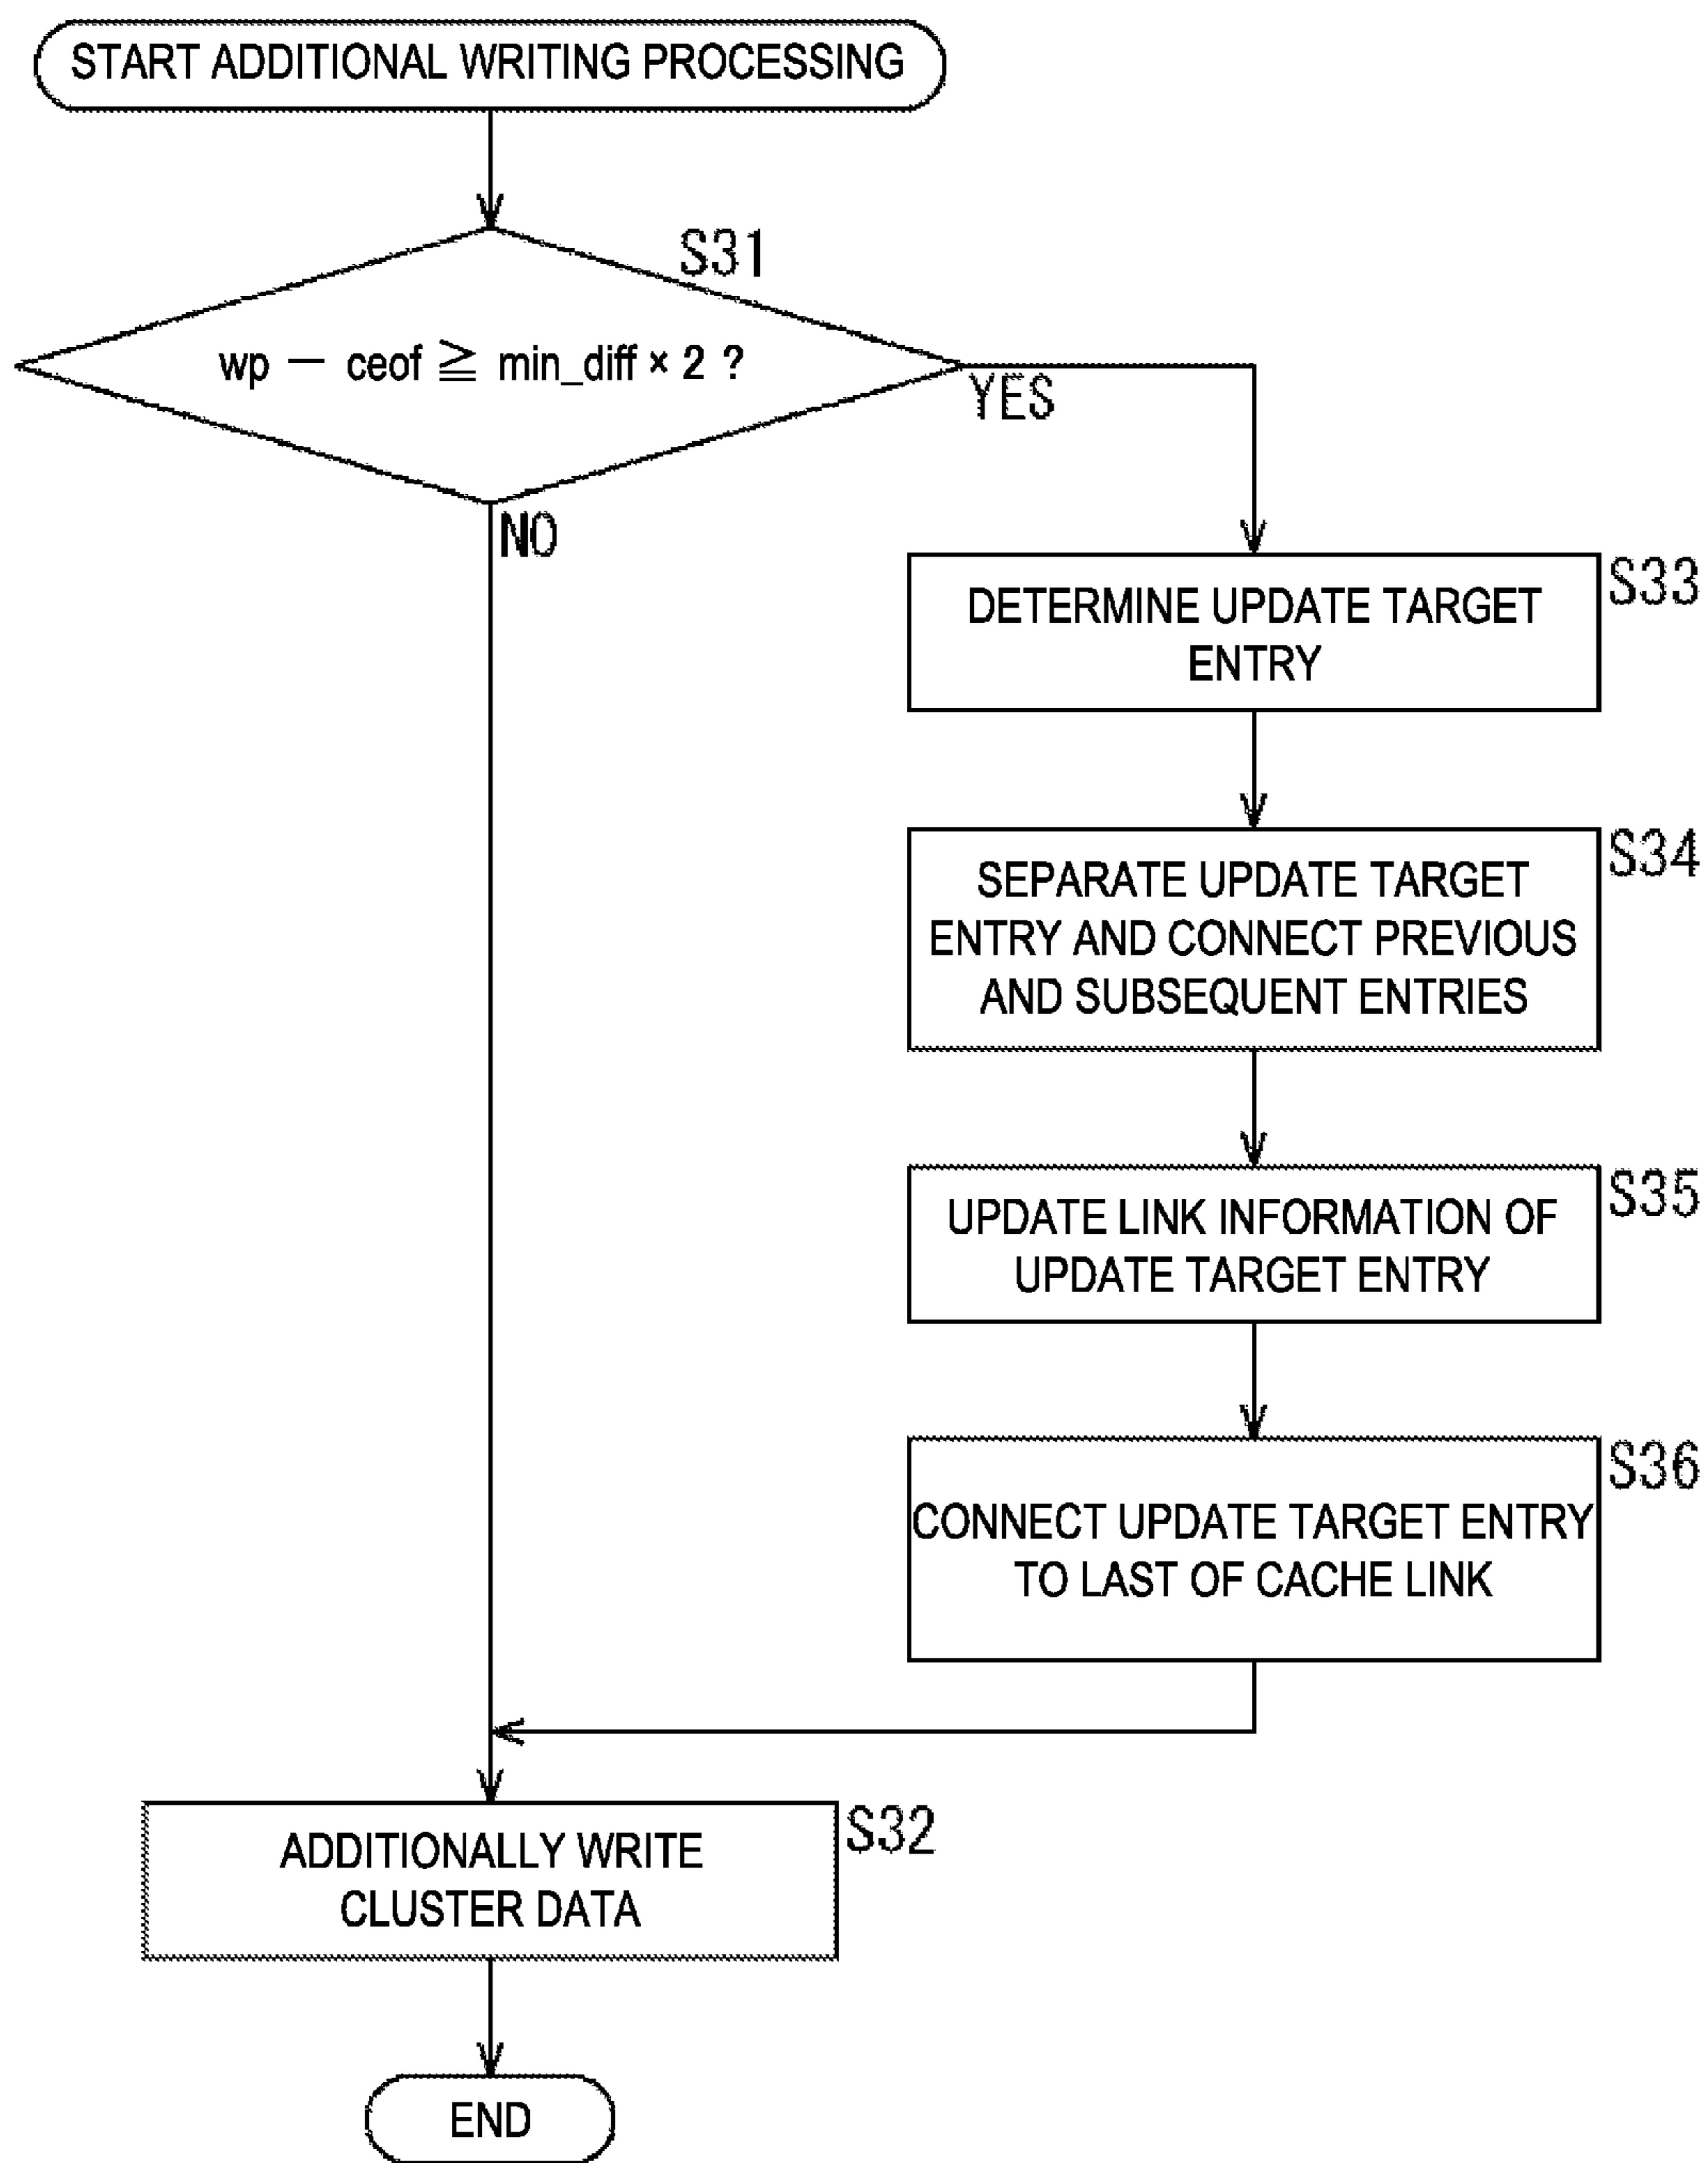 START ADDITIONAL WRITING PROCESSING
S31
wp － ceof ≧ min_diff × 2 ?
YES
NO
S33
DETERMINE UPDATE TARGET
ENTRY
S34
SEPARATE UPDATE TARGET
ENTRY AND CONNECT PREVIOUS
AND SUBSEQUENT ENTRIES
S35
UPDATE LINK INFORMATION OF
UPDATE TARGET ENTRY
S36
CONNECT UPDATE TARGET ENTRY
TO LAST OF CACHE LINK
S32
ADDITIONALLY WRITE
CLUSTER DATA
END